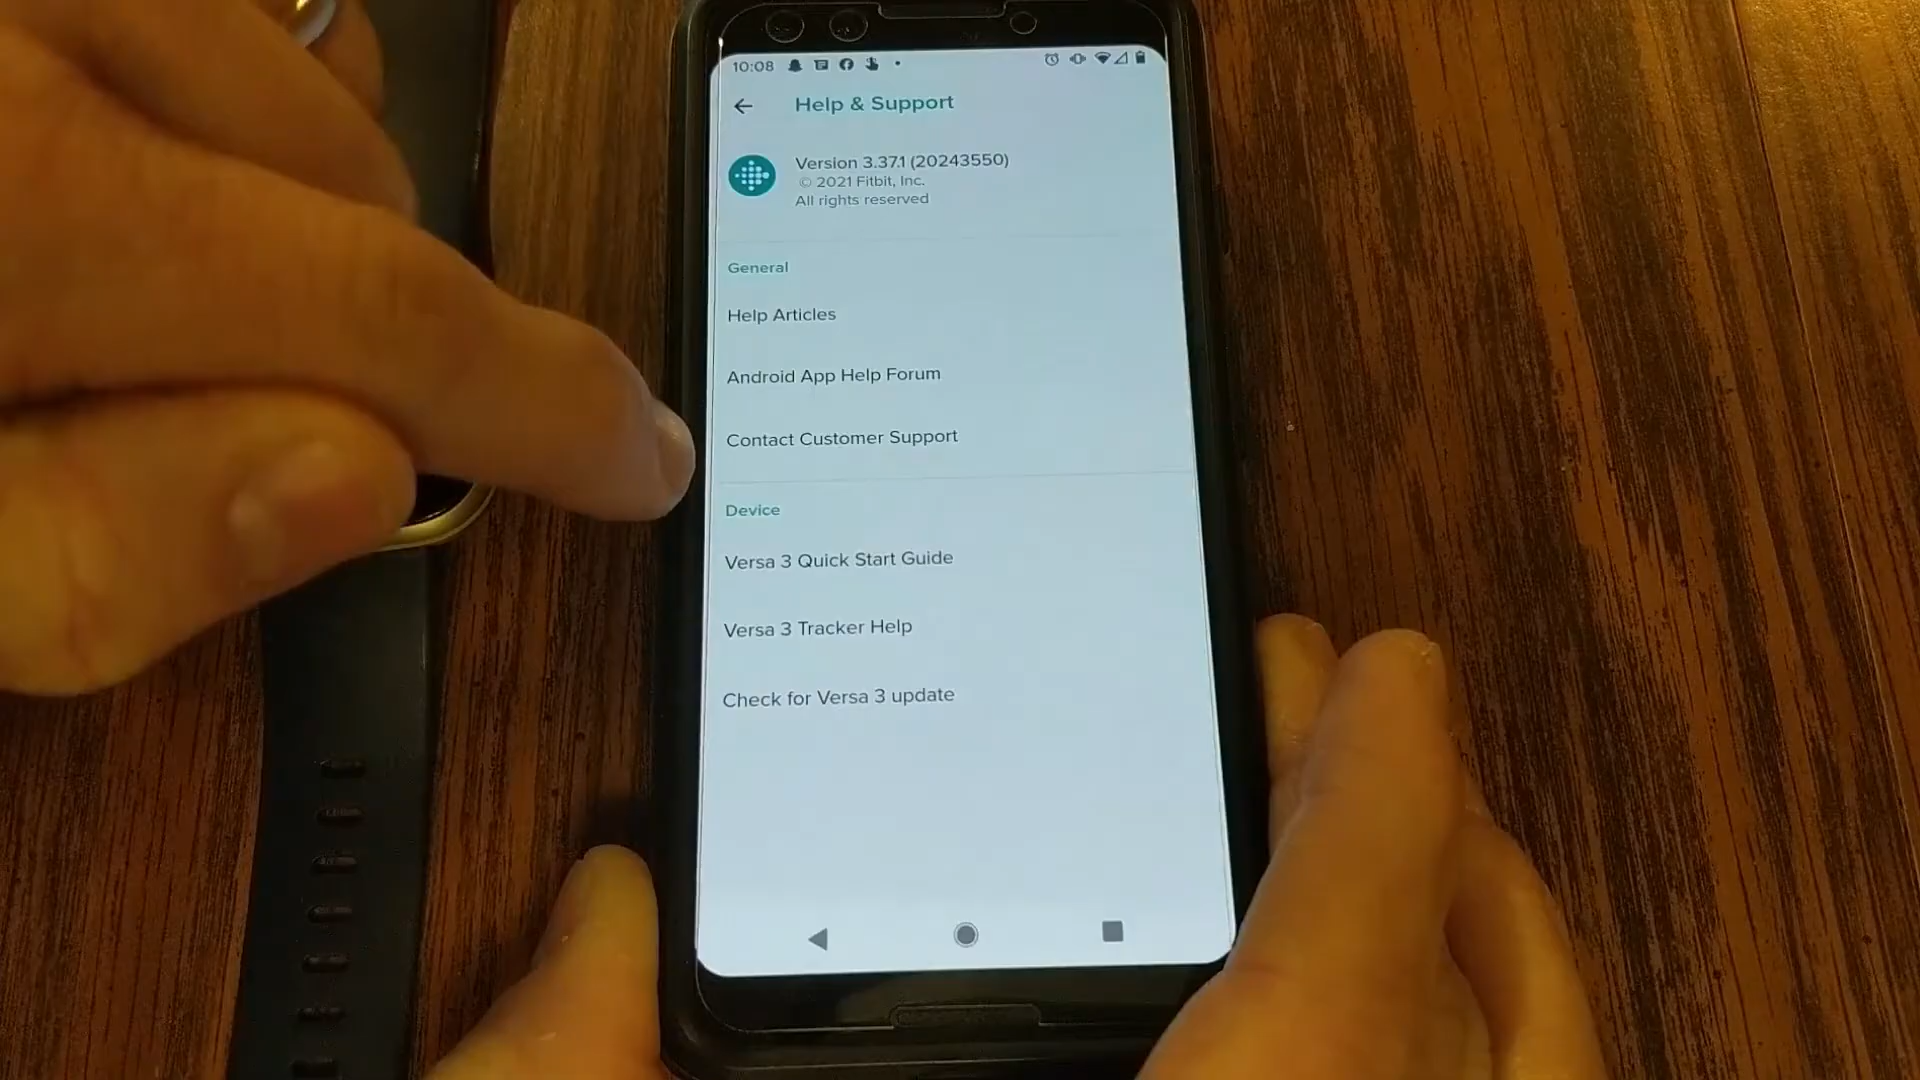 10:08
Help & Support
Version 3.37.1 (20243550)
© 2021 Fitbit, Inc.
All rights reserved
General
Help Articles
Android App Help Forum
Contact Customer Support
Device
Versa 3 Quick Start Guide
Versa 3 Tracker Help
Check for Versa 3 update